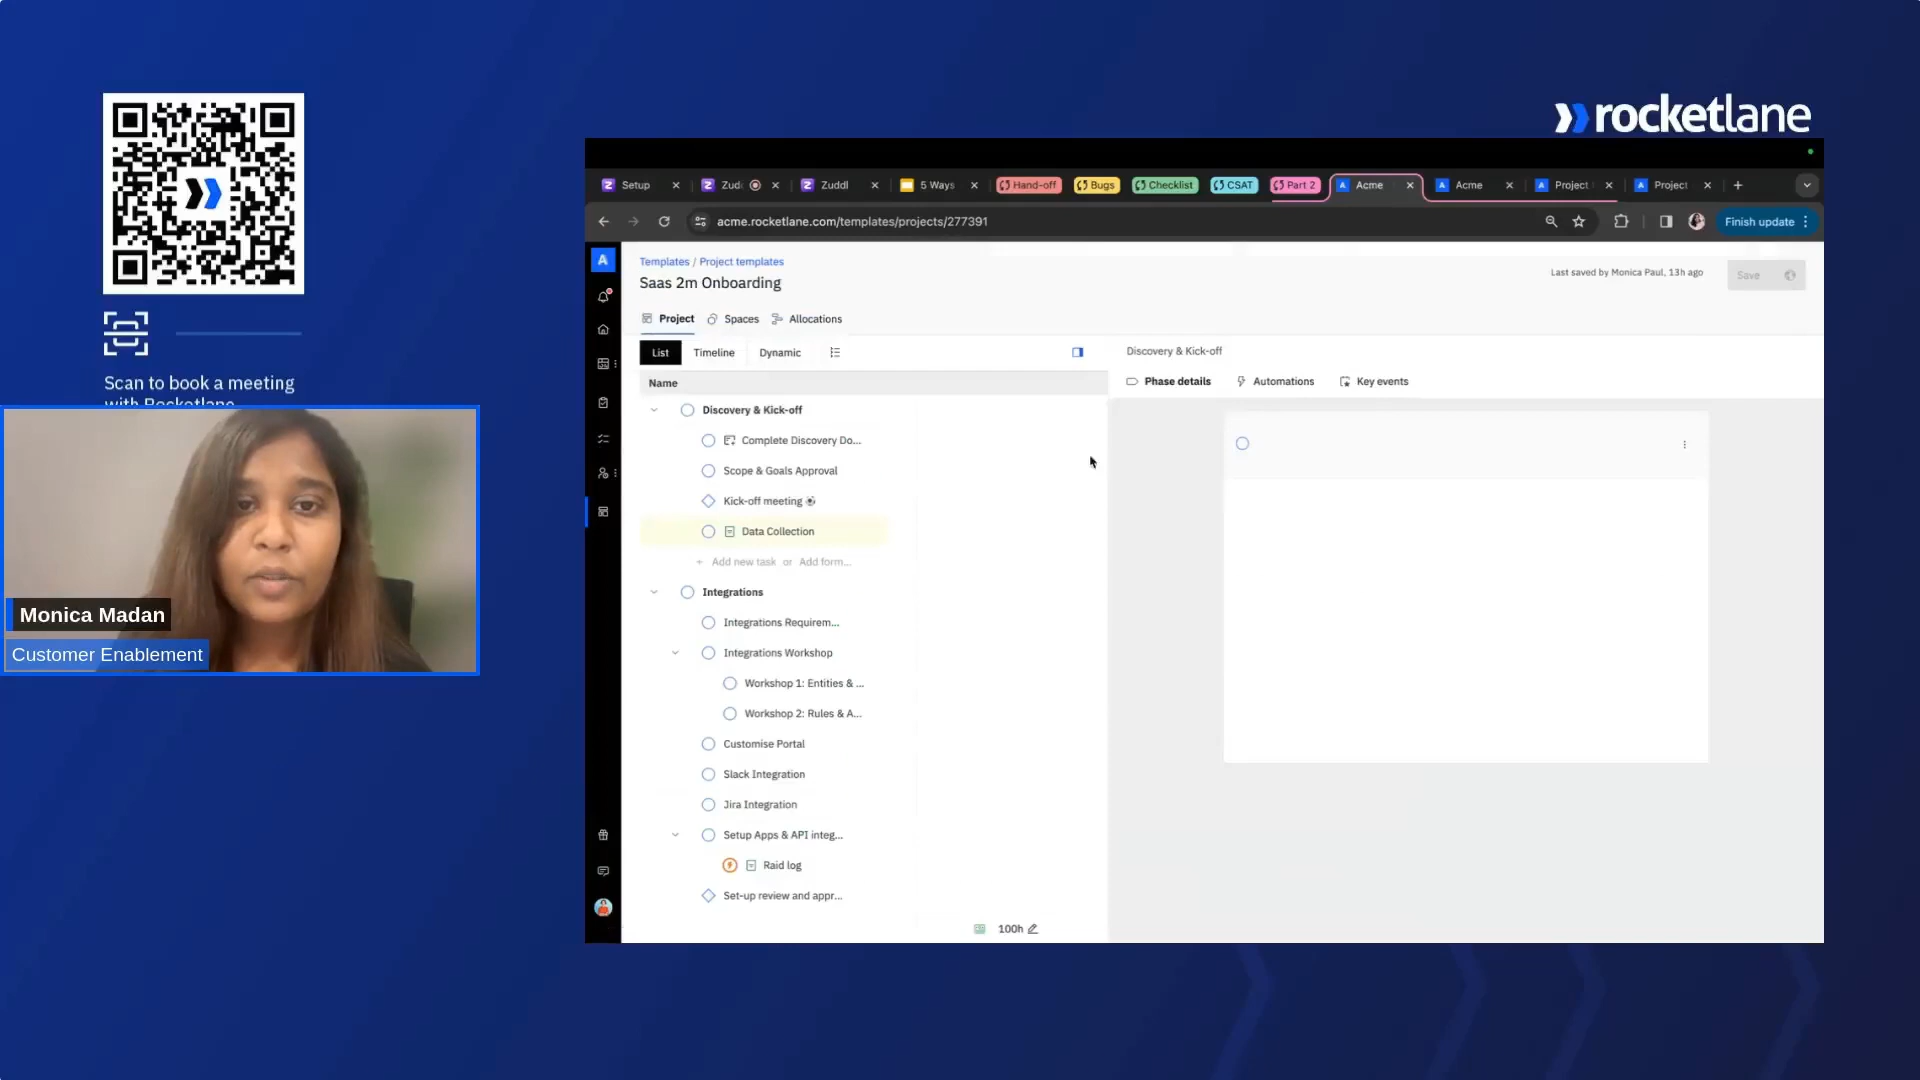 rocketlane
Setup
Zud
Zuddl
5 Ways
Hand-off
Bugs
Checklist
CSAT
Part 2
Acme
Acme
Project
Project
acme.rocketlane.com/templates/projects/277391
Finish update
A
Templates / Project templates
Saas 2m Onboarding
Last saved by Monica Paul, 13h ago
Save
Project
Spaces
Allocations
List
Timeline
Dynamic
Name
Discovery & Kick-off
Complete Discovery Do...
Scope & Goals Approval
Kick-off meeting
Data Collection
+ Add new task or Add form...
Integrations
Integrations Requirem...
Integrations Workshop
Workshop 1: Entities & ...
Workshop 2: Rules & A...
Customise Portal
Slack Integration
Jira Integration
Setup Apps & API integ...
Raid log
Set-up review and appr...
100h
Discovery & Kick-off
Phase details
Automations
Key events
Scan to book a meeting
with Rocketlane
Monica Madan
Customer Enablement